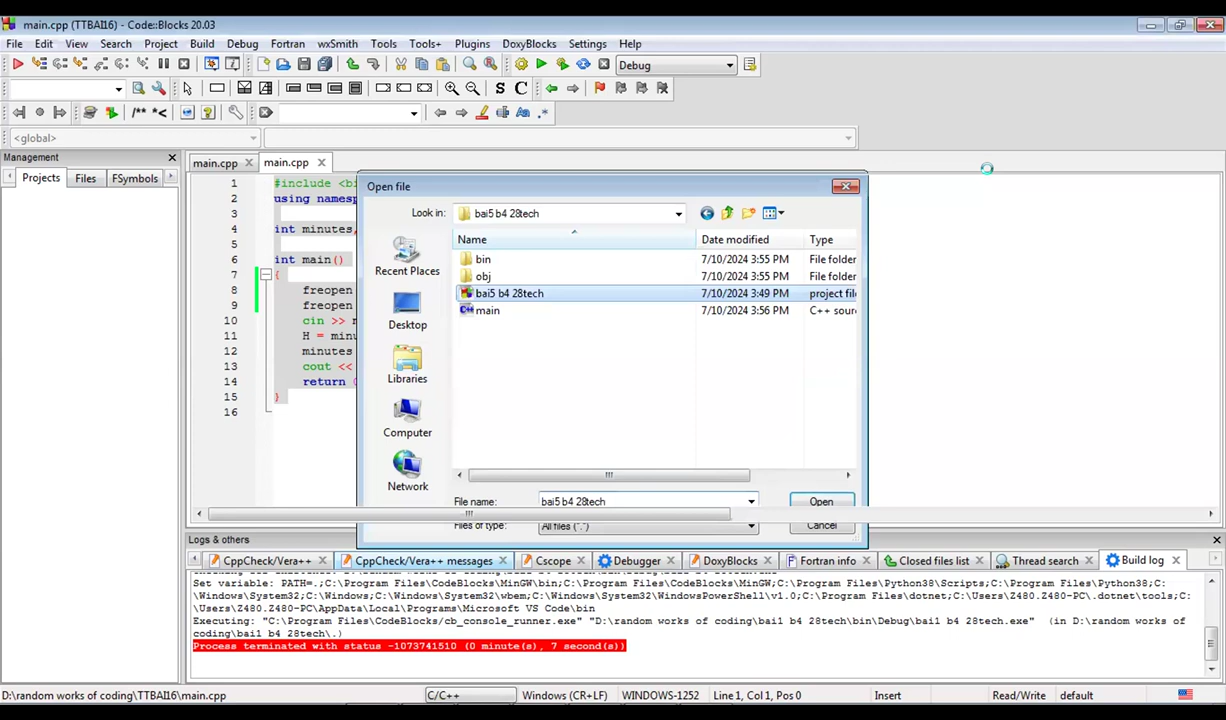 main.cpp (TTBAI16) - Code::Blocks 20.03
File Edit View Search Project Build Debug Fortran wxSmith Tools Tools+ Plugins DoxyBlocks Settings Help
Debug
S C
/** *<
Aa .*
<global>
Management
main.cpp main.cpp
Projects Files FSymbols
1 #include <bi
2 using namesp
3
4 int minutes,
5
6 int main()
7 {
8 freopen
9 freopen
10 cin >> m
11 H = minu
12 minutes
13 cout <<
14 return 0
15 }
16
Open file
Look in: bai5 b4 28tech
Name Date modified Type
Recent Places
Desktop
Libraries
Computer
Network
bin 7/10/2024 3:55 PM File folder
obj 7/10/2024 3:55 PM File folder
bai5 b4 28tech 7/10/2024 3:49 PM project file
main 7/10/2024 3:56 PM C++ sour
File name: bai5 b4 28tech Open
Files of type: All files (*.*) Cancel
Logs & others
CppCheck/Vera++ CppCheck/Vera++ messages Cscope Debugger DoxyBlocks Fortran info Closed files list Thread search Build log
Set variable: PATH=.;C:\Program Files\CodeBlocks\MinGW\bin;C:\Program Files\CodeBlocks\MinGW;C:\Program Files\Python38\Scripts;C:\Program Files\Python38;C:
\Windows\System32;C:\Windows;C:\Windows\System32\wbem;C:\Windows\System32\WindowsPowerShell\v1.0;C:\Program Files\dotnet;C:\Users\Z480.Z480-PC\.dotnet\tools;C:
\Users\Z480.Z480-PC\AppData\Local\Programs\Microsoft VS Code\bin
Executing: "C:\Program Files\CodeBlocks/cb_console_runner.exe" "D:\random works of coding\bai1 b4 28tech\bin\Debug\bai1 b4 28tech.exe" (in D:\random works of
coding\bai1 b4 28tech\.)
Process terminated with status -1073741510 (0 minute(s), 7 second(s))
D:\random works of coding\TTBAI16\main.cpp C/C++ Windows (CR+LF) WINDOWS-1252 Line 1, Col 1, Pos 0 Insert Read/Write default